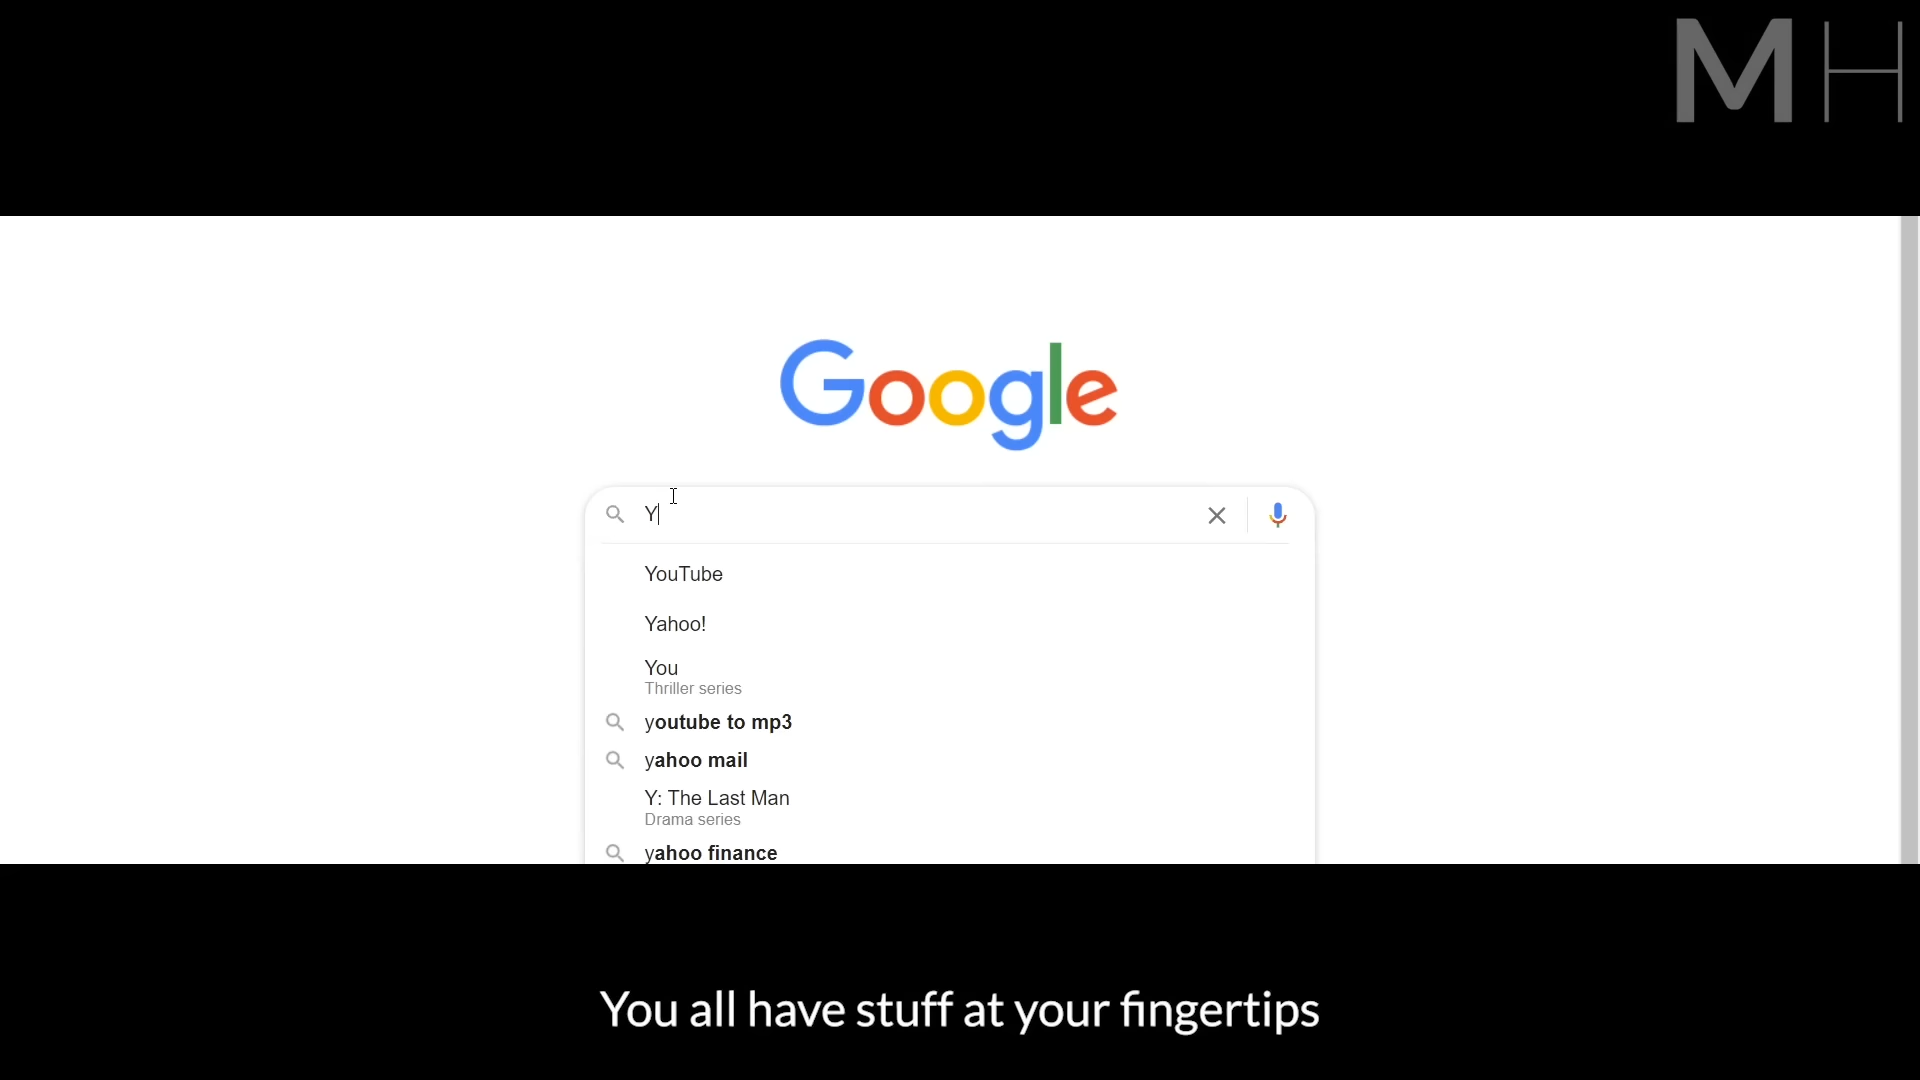 MH
Google
Y
YouTube
Yahoo!
You
Thriller series
youtube to mp3
yahoo mail
Y: The Last Man
Drama series
yahoo finance
You all have stuff at your fingertips